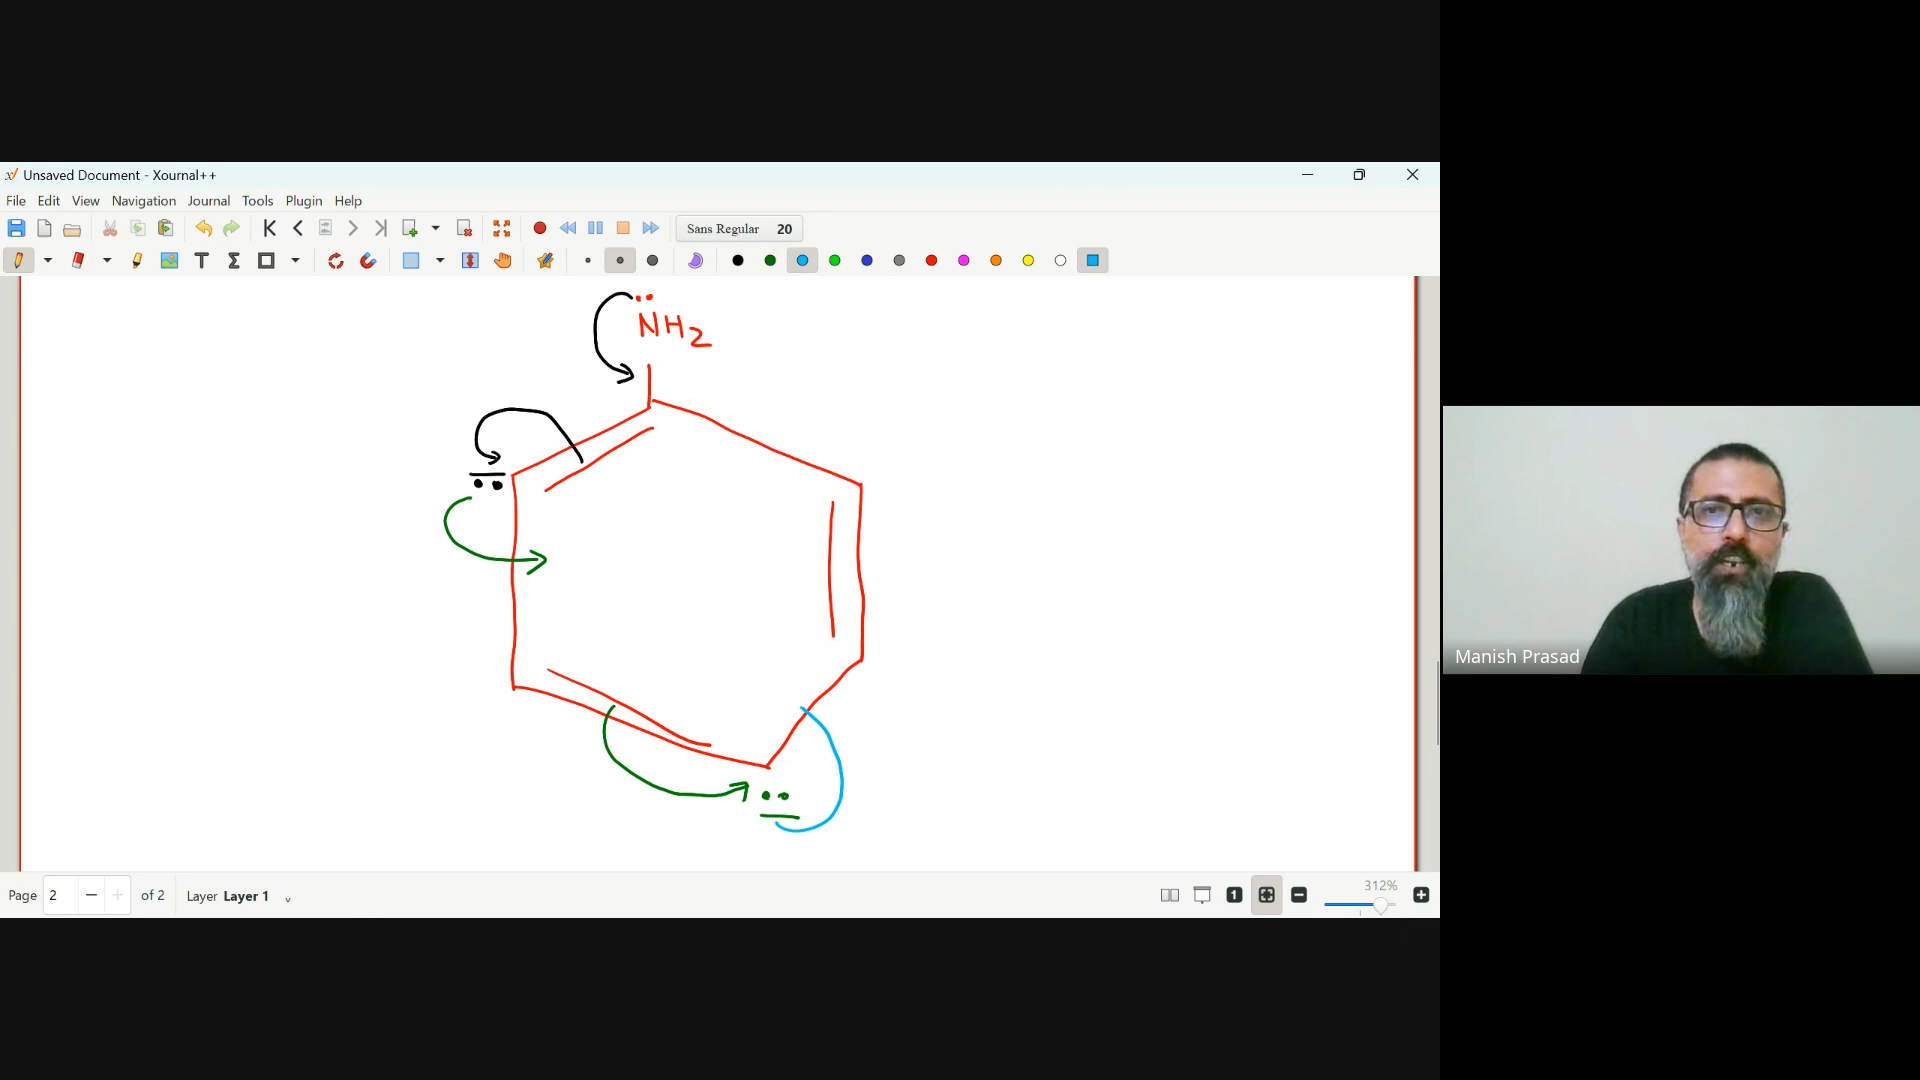 Unsaved Document - Xournal++
File Edit View Navigation Journal Tools Plugin Help
Sans Regular 20
NH2
Manish Prasad
Page 2 of 2 Layer Layer 1
312%